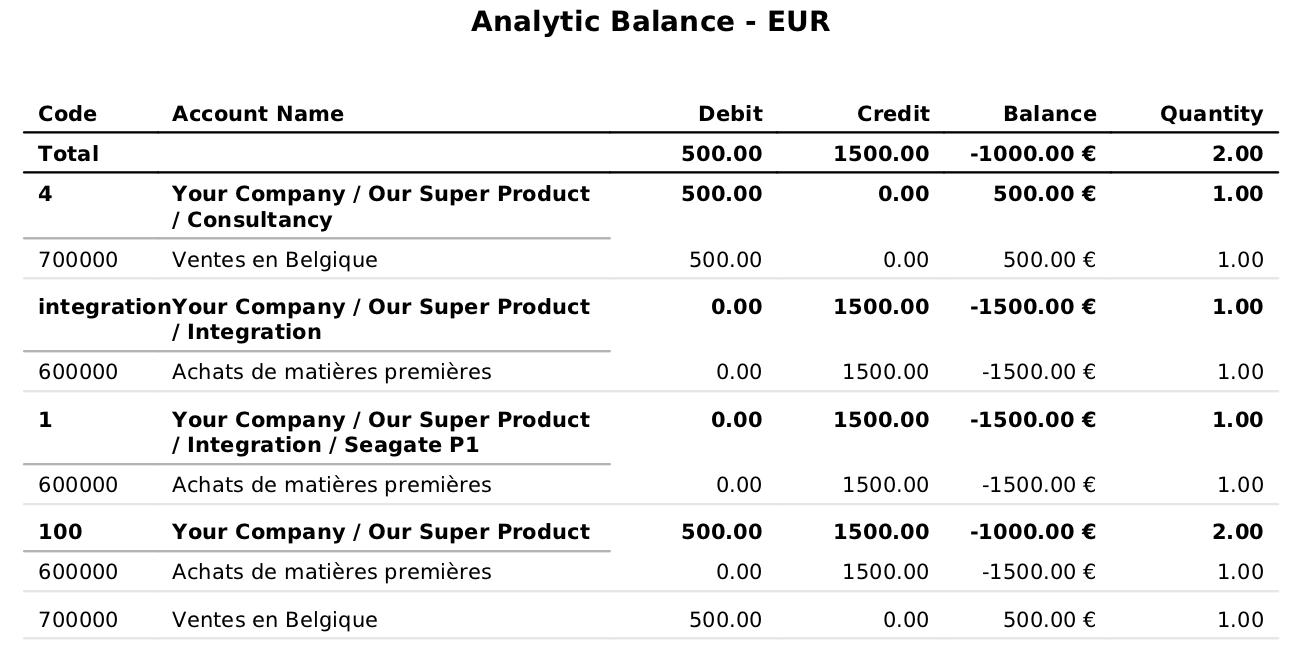 Analytic Balance - EUR
Code Account Name Debit Credit Balance Quantity
Total 500.00 1500.00 -1000.00 € 2.00
4 Your Company / Our Super Product 500.00 0.00 500.00 € 1.00
/ Consultancy
700000 Ventes en Belgique 500.00 0.00 500.00 € 1.00
integration Your Company / Our Super Product 0.00 1500.00 -1500.00 € 1.00
/ Integration
600000 Achats de matières premières 0.00 1500.00 -1500.00 € 1.00
1 Your Company / Our Super Product 0.00 1500.00 -1500.00 € 1.00
/ Integration / Seagate P1
600000 Achats de matières premières 0.00 1500.00 -1500.00 € 1.00
100 Your Company / Our Super Product 500.00 1500.00 -1000.00 € 2.00
600000 Achats de matières premières 0.00 1500.00 -1500.00 € 1.00
700000 Ventes en Belgique 500.00 0.00 500.00 € 1.00